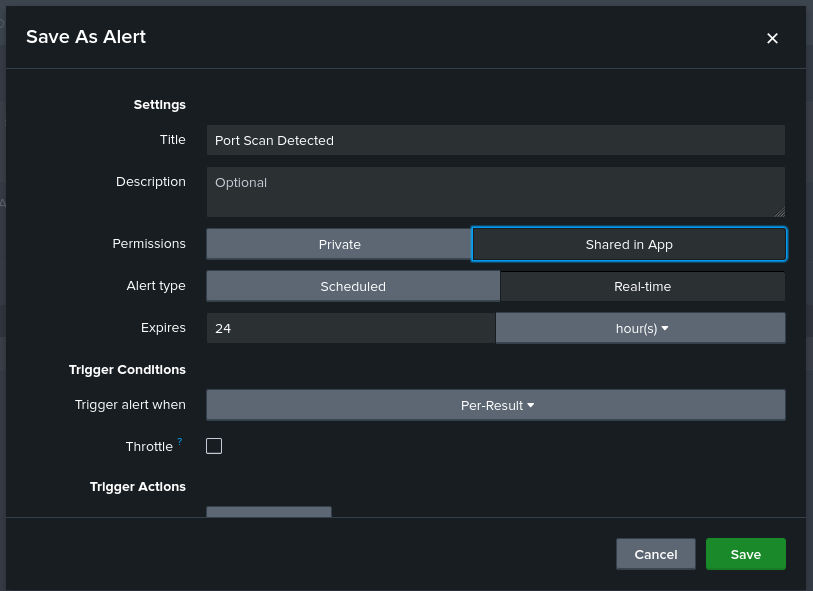 Save As Alert
Settings
Title Port Scan Detected
Description Optional
Permissions Private Shared in App
Alert type Scheduled Real-time
Expires 24 hour(s)
Trigger Conditions
Trigger alert when Per-Result
Throttle ?
Trigger Actions
Cancel Save